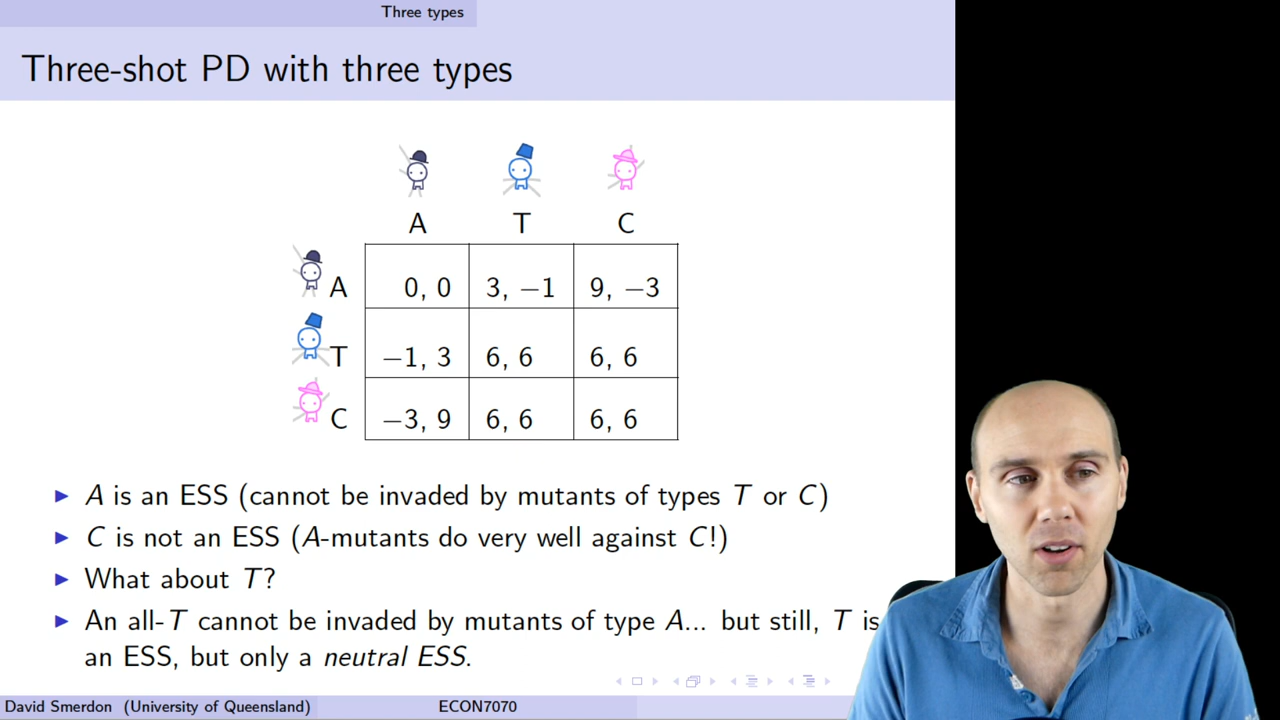 Three types
Three-shot PD with three types
A T C
A 0, 0 3, −1 9, −3
T −1, 3 6, 6 6, 6
C −3, 9 6, 6 6, 6
A is an ESS (cannot be invaded by mutants of types T or C)
C is not an ESS (A-mutants do very well against C!)
What about T?
An all-T cannot be invaded by mutants of type A... but still, T is
an ESS, but only a neutral ESS.
David Smerdon (University of Queensland) ECON7070